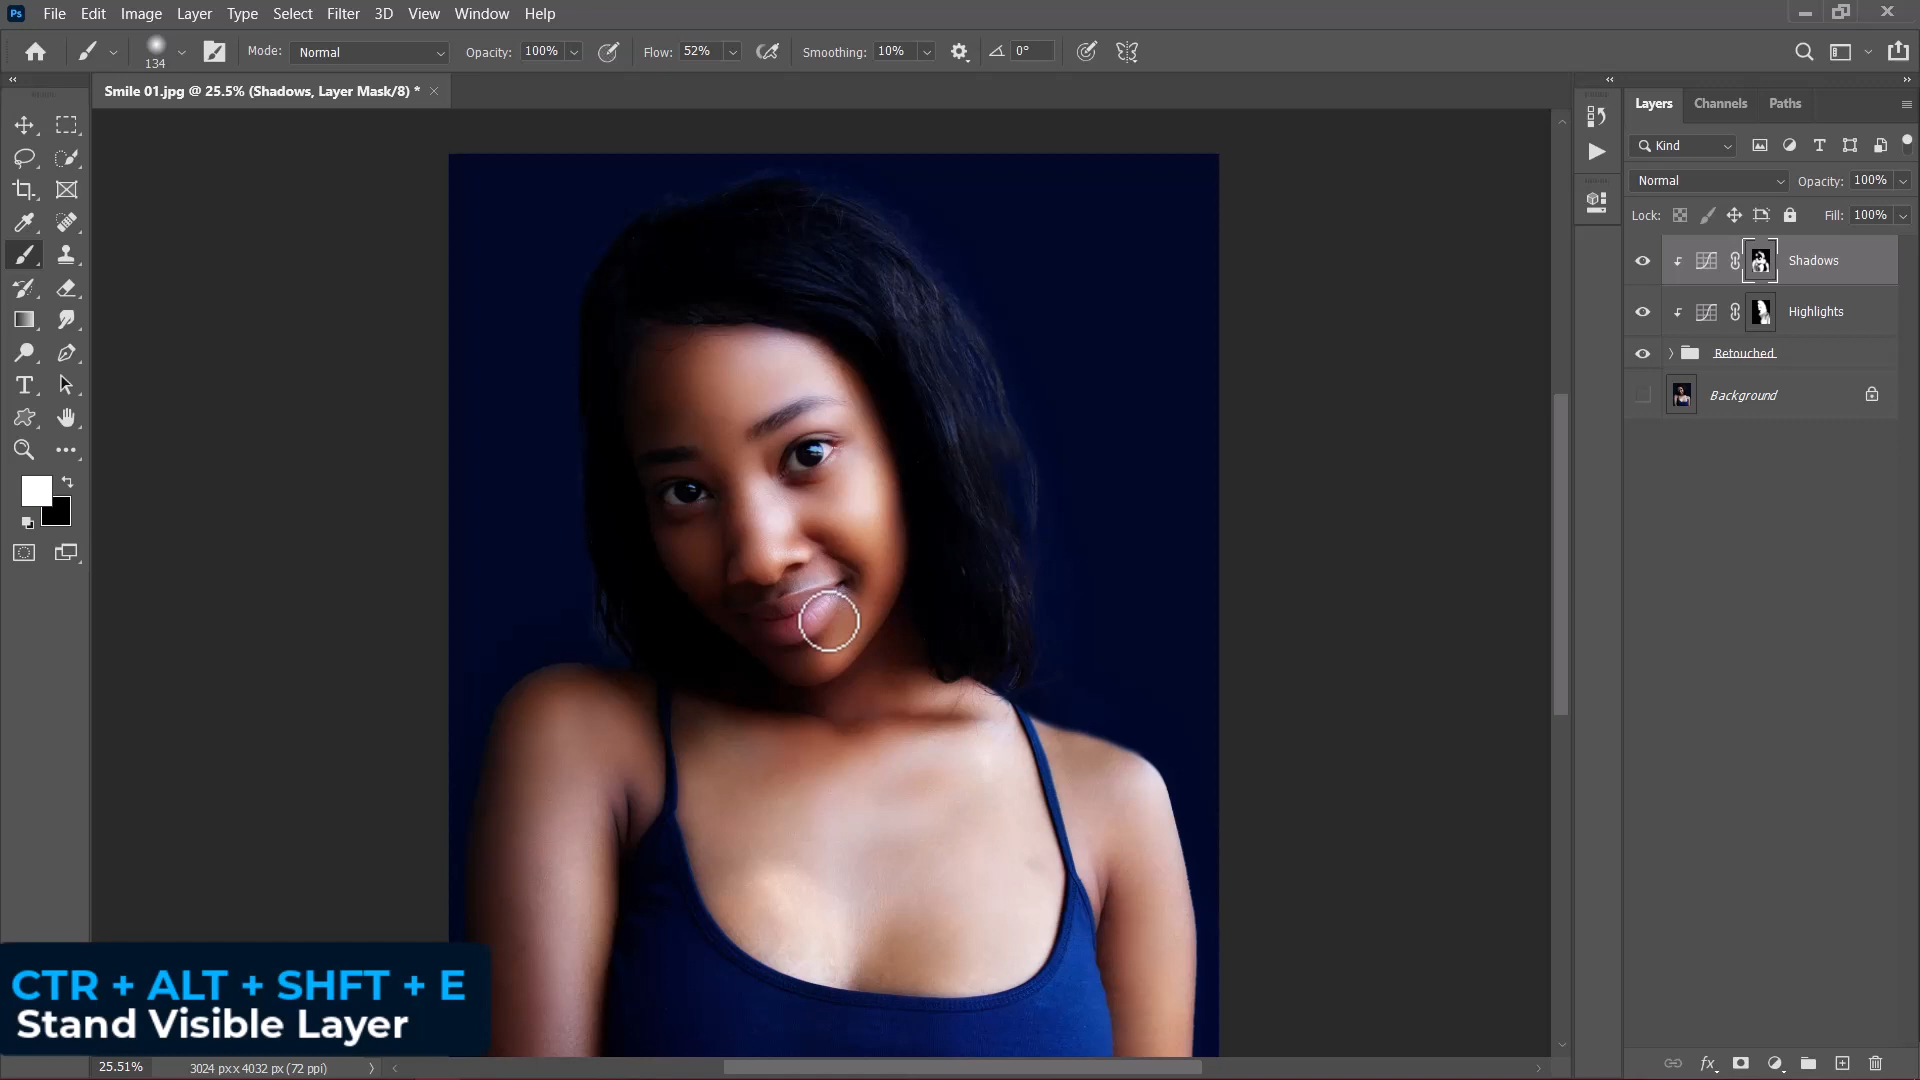 Ps File Edit Image Layer Type Select Filter 3D View Window Help
134 Mode: Normal Opacity: 100% Flow: 52% Smoothing: 10% 0°
Smile 01.jpg @ 25.5% (Shadows, Layer Mask/8) *
Layers Channels Paths
Kind
Normal Opacity: 100%
Lock: Fill: 100%
Shadows
Highlights
Retouched
Background
CTR + ALT + SHFT + E
Stand Visible Layer
25.51% 3024 px x 4032 px (72 ppi)